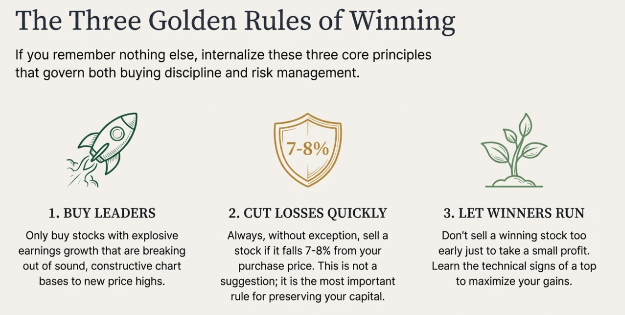 The Three Golden Rules of Winning
If you remember nothing else, internalize these three core principles
that govern both buying discipline and risk management.
7-8%
1. BUY LEADERS
Only buy stocks with explosive
earnings growth that are breaking
out of sound, constructive chart
bases to new price highs.
2. CUT LOSSES QUICKLY
Always, without exception, sell a
stock if it falls 7-8% from your
purchase price. This is not a
suggestion; it is the most important
rule for preserving your capital.
3. LET WINNERS RUN
Don't sell a winning stock too
early just to take a small profit.
Learn the technical signs of a top
to maximize your gains.